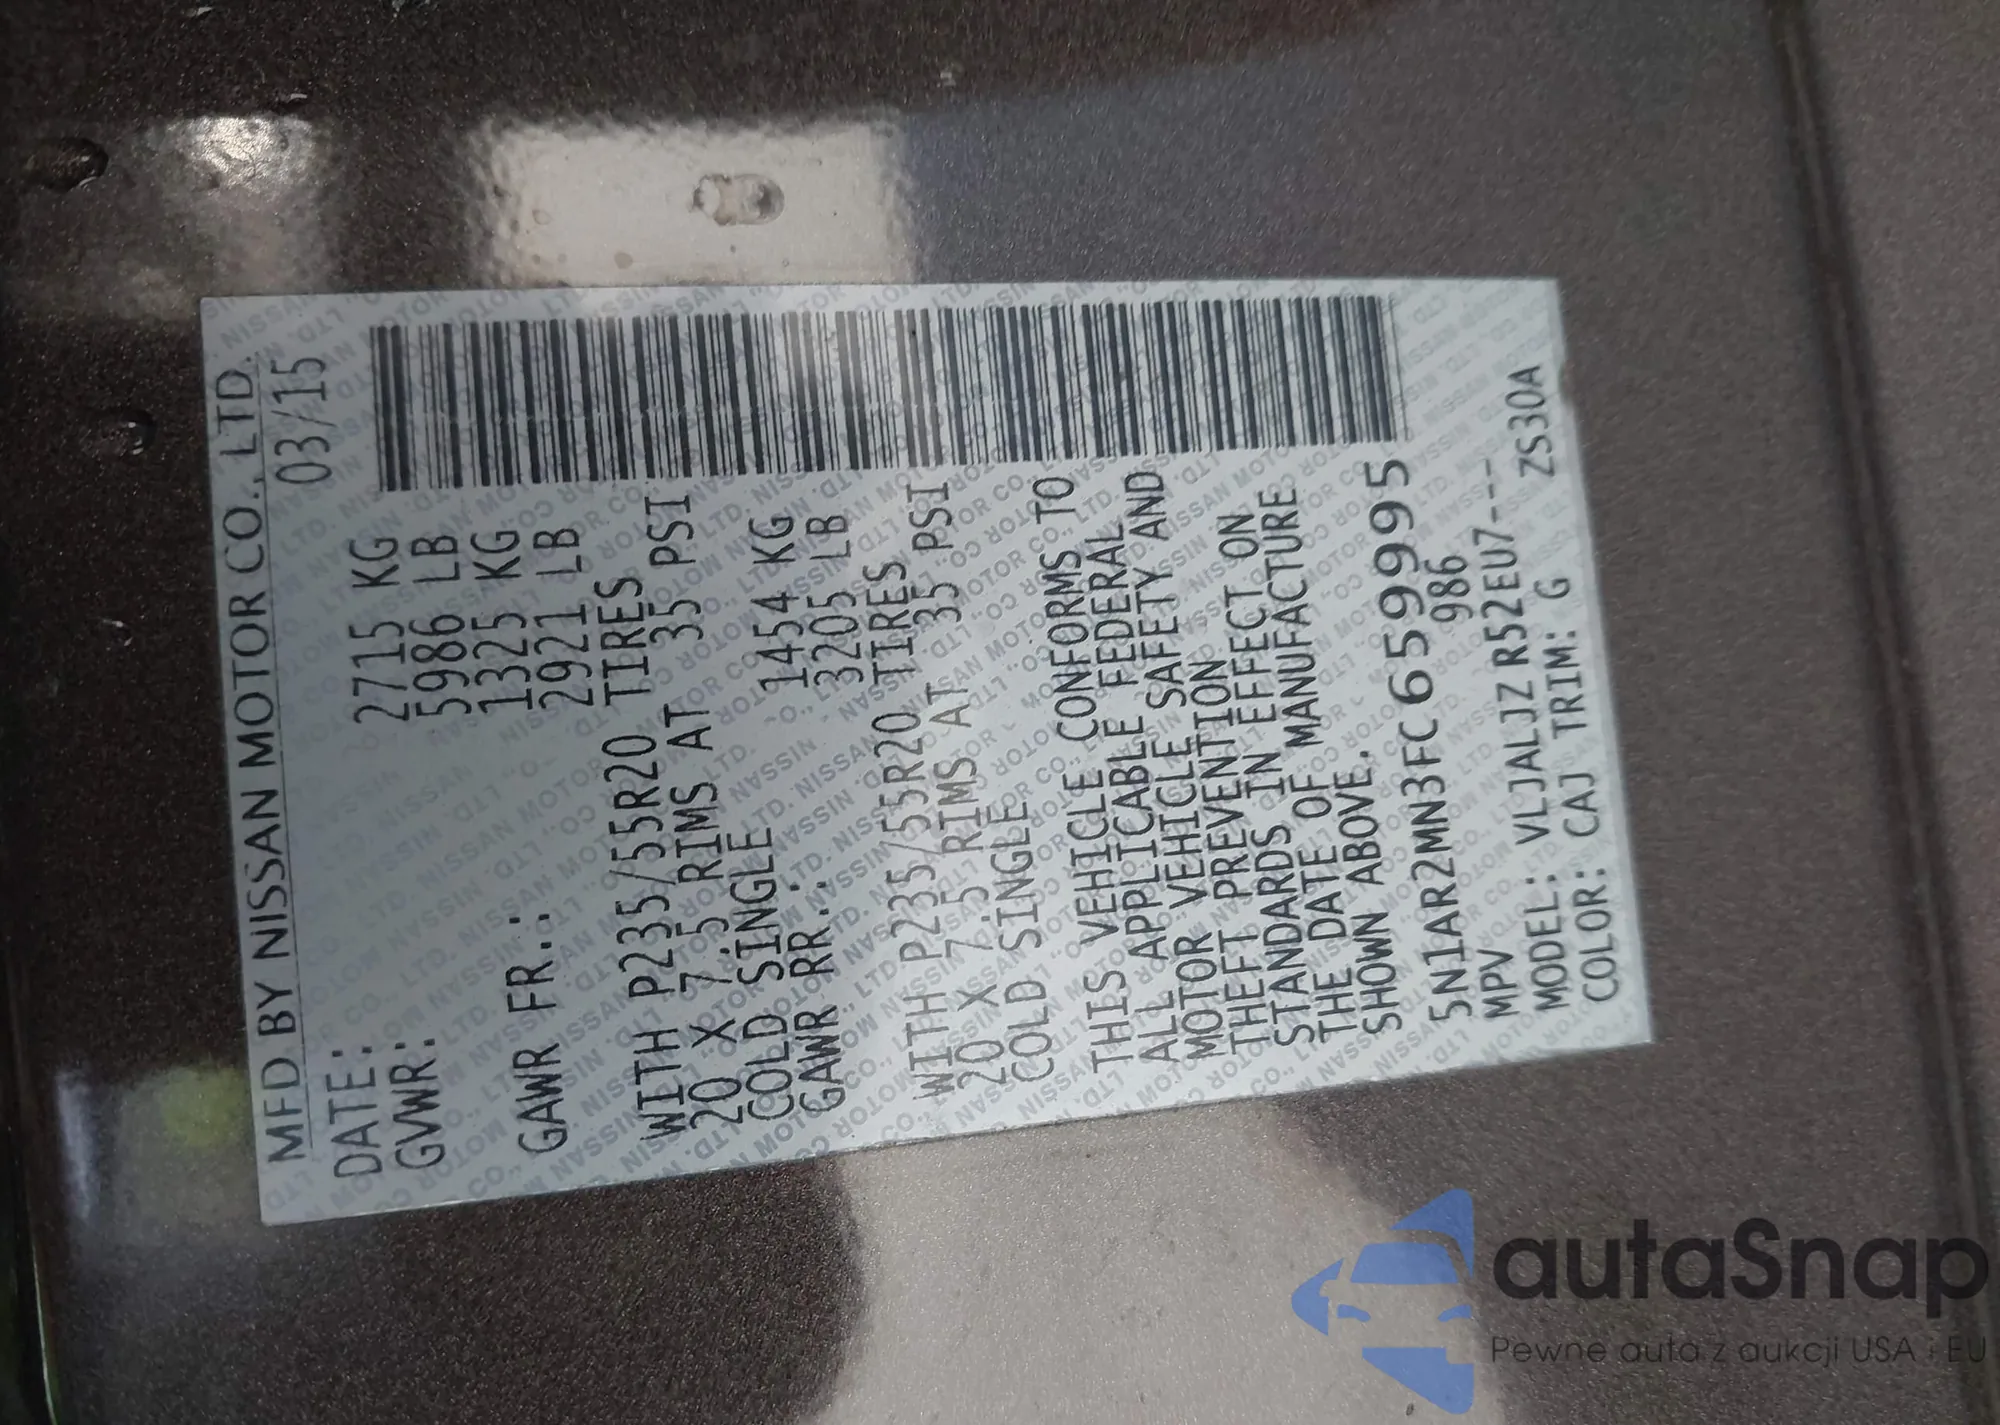 MFD BY NISSAN MOTOR CO., LTD.
DATE: 03/15
GVWR: 2715 KG
5986 LB
GAWR FR.: 1325 KG
2921 LB
WITH P235/55R20 TIRES
20 X 7.5 RIMS AT 35 PSI
COLD SINGLE
GAWR RR.: 1454 KG
3205 LB
WITH P235/55R20 TIRES
20 X 7.5 RIMS AT 35 PSI
COLD SINGLE
THIS VEHICLE CONFORMS TO
ALL APPLICABLE FEDERAL
MOTOR VEHICLE SAFETY AND
THEFT PREVENTION
STANDARDS IN EFFECT ON
THE DATE OF MANUFACTURE
SHOWN ABOVE.
5N1AR2MN3FC659995
MPV 986
MODEL: VLJALJZ R52EU7---
COLOR: CAJ TRIM: G ZS30A
autaSnap
Pewne auta z aukcji USA i EU